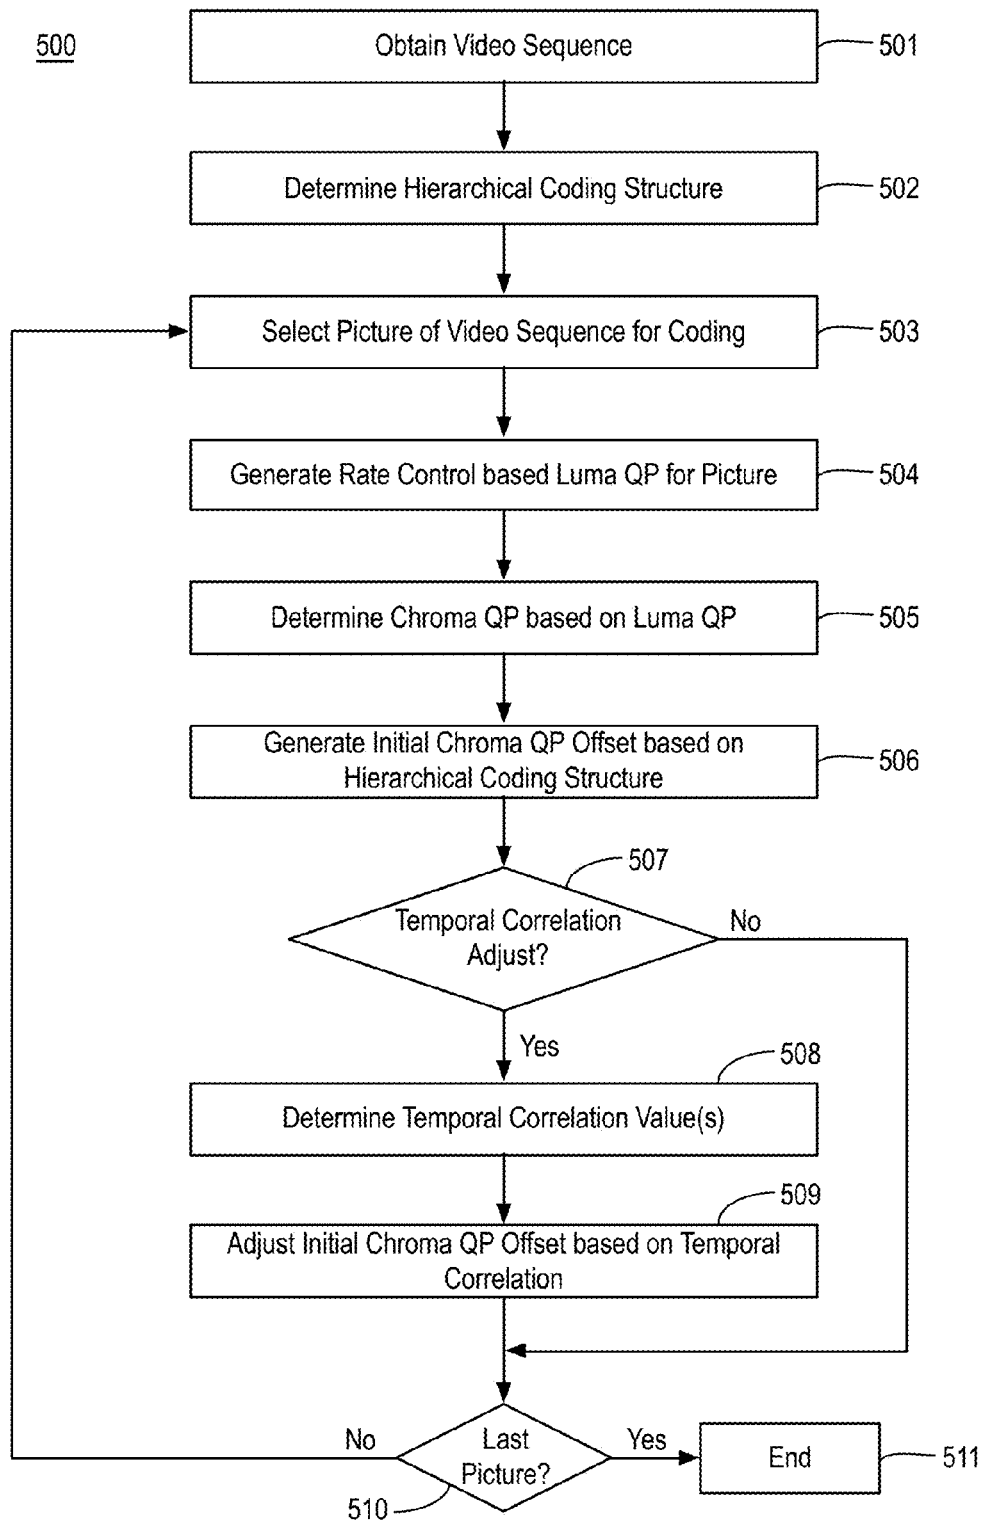 500
Obtain Video Sequence
501
Determine Hierarchical Coding Structure
502
Select Picture of Video Sequence for Coding
503
Generate Rate Control based Luma QP for Picture
504
Determine Chroma QP based on Luma QP
505
Generate Initial Chroma QP Offset based on
Hierarchical Coding Structure
506
507
Temporal Correlation
Adjust?
No
Yes
508
Determine Temporal Correlation Value(s)
509
Adjust Initial Chroma QP Offset based on Temporal
Correlation
No
Last
Picture?
Yes
510
End
511